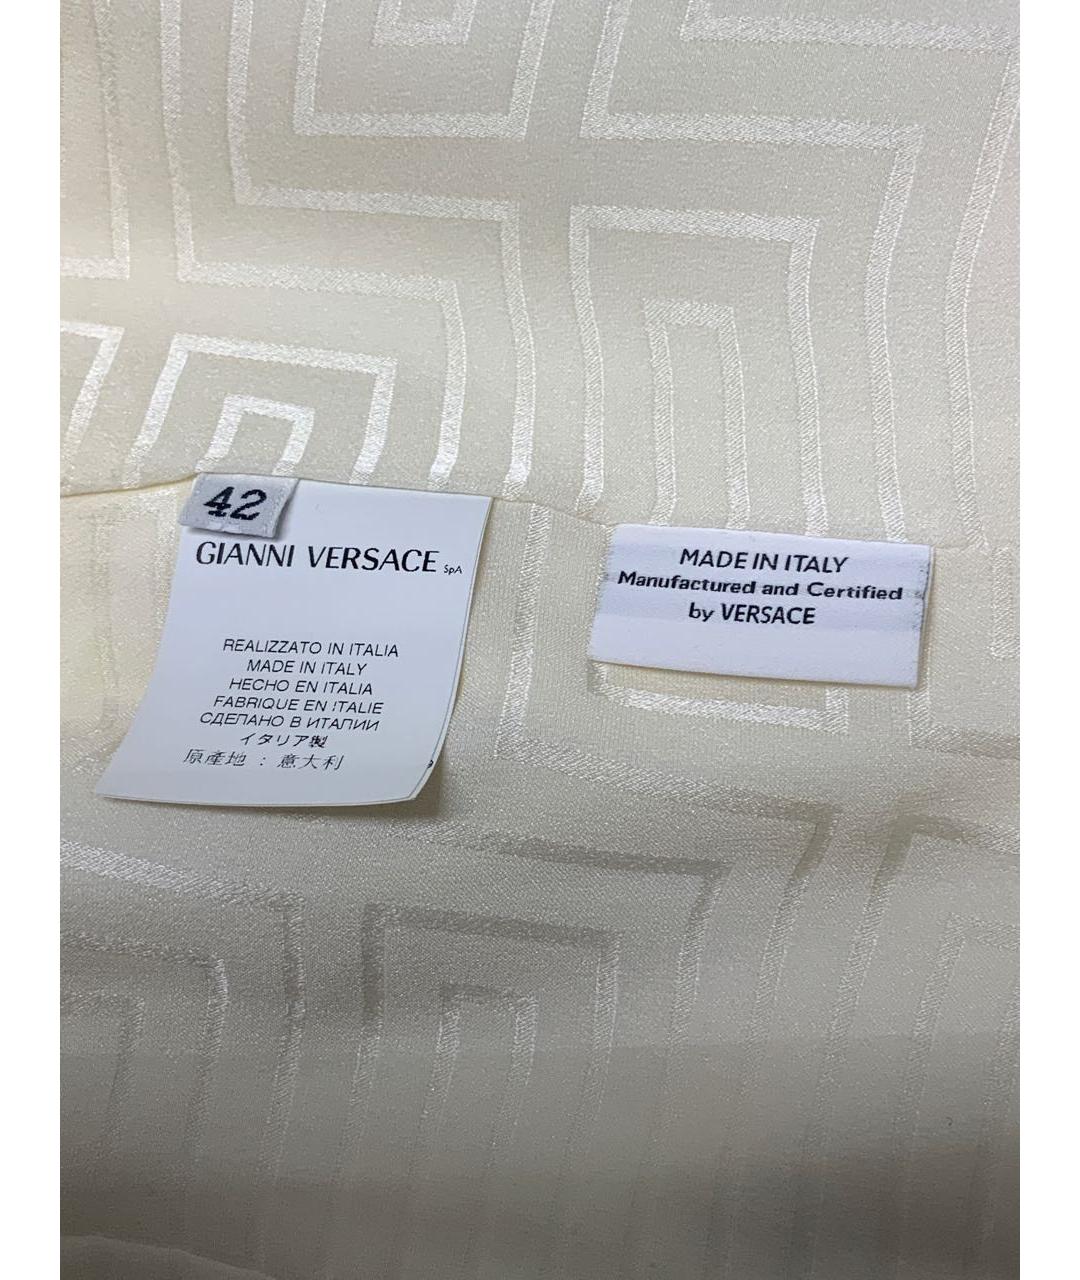 42
GIANNI VERSACE SpA
REALIZZATO IN ITALIA
MADE IN ITALY
HECHO EN ITALIA
FABRIQUE EN ITALIE
СДЕЛАНО В ИТАЛИИ
イタリア製
原產地 : 意大利
MADE IN ITALY
Manufactured and Certified
by VERSACE